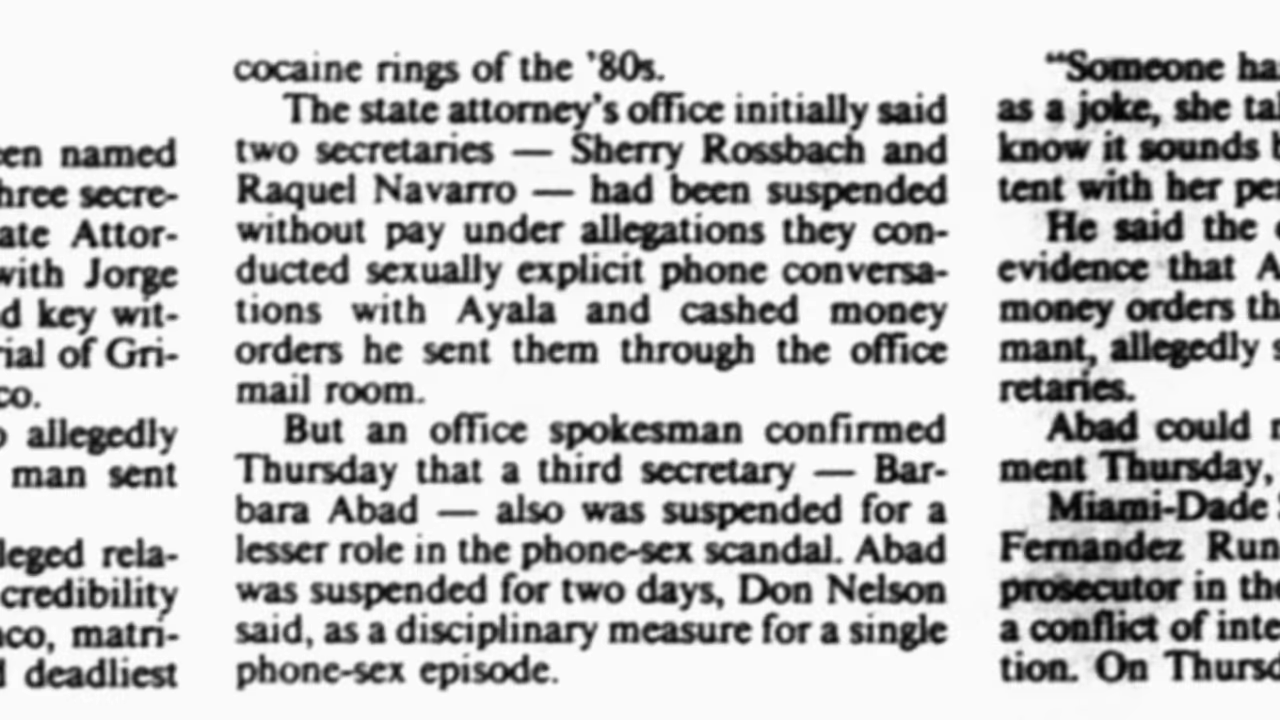 een named
hree secre-
ate Attor-
with Jorge
d key wit-
rial of Gri-
co.
allegedly
man sent
leged rela-
credibility
nco, matri-
deadliest
cocaine rings of the '80s.
The state attorney's office initially said
two secretaries — Sherry Rossbach and
Raquel Navarro — had been suspended
without pay under allegations they con-
ducted sexually explicit phone conversa-
tions with Ayala and cashed money
orders he sent them through the office
mail room.
But an office spokesman confirmed
Thursday that a third secretary — Bar-
bara Abad — also was suspended for a
lesser role in the phone-sex scandal. Abad
was suspended for two days, Don Nelson
said, as a disciplinary measure for a single
phone-sex episode.
“Someone ha
as a joke, she tal
know it sounds b
tent with her per
He said the
evidence that A
money orders th
mant, allegedly s
retaries.
Abad could n
ment Thursday,
Miami-Dade
Fernandez Run
prosecutor in the
a conflict of inte
tion. On Thursd